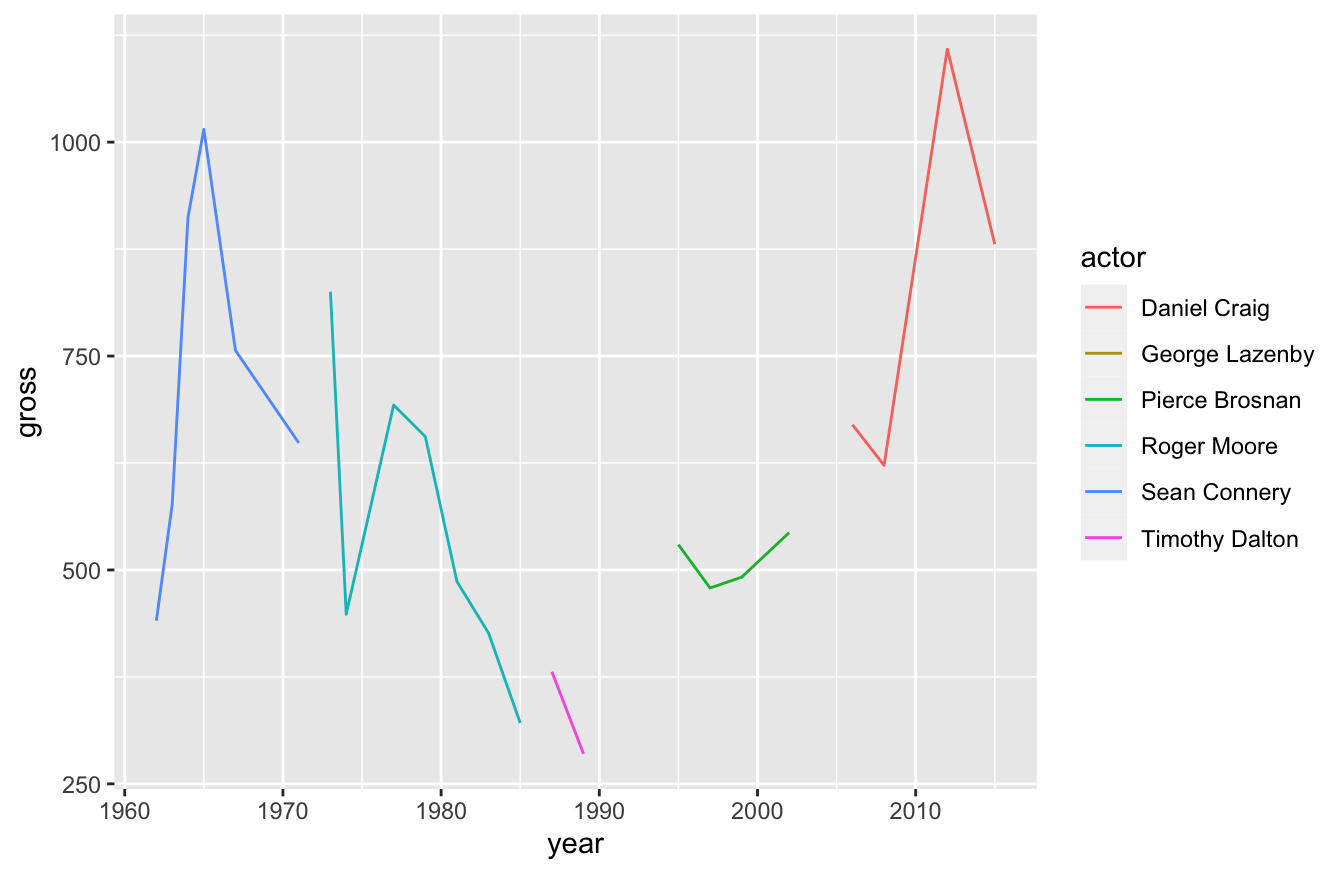 gross
1000
750
500
250
1960 1970 1980 1990 2000 2010
year
actor
Daniel Craig
George Lazenby
Pierce Brosnan
Roger Moore
Sean Connery
Timothy Dalton